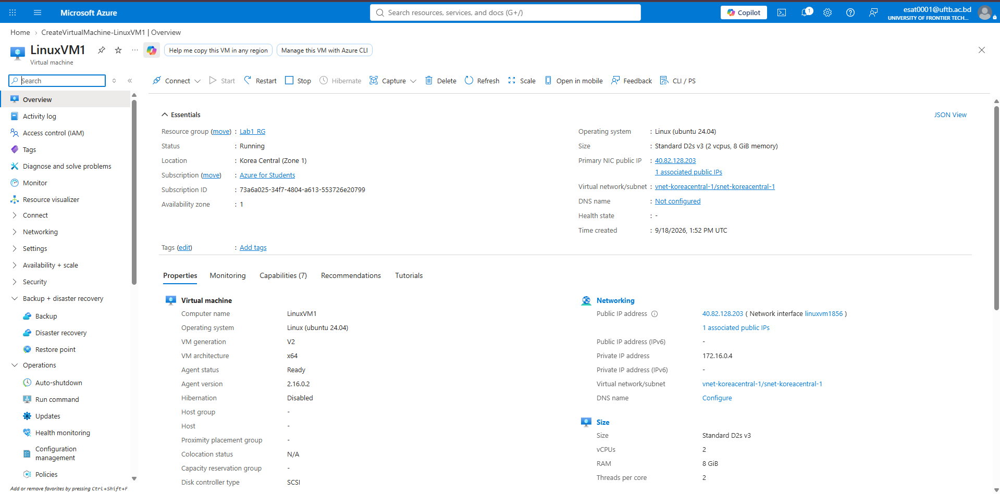 Microsoft Azure
Search resources, services, and docs (G+/)
Copilot
1
esat0001@uftb.ac.bd
UNIVERSITY OF FRONTIER TECH...
Home > CreateVirtualMachine-LinuxVM1 | Overview
LinuxVM1
Virtual machine
Help me copy this VM in any region
Manage this VM with Azure CLI
Search
Connect
Start
Restart
Stop
Hibernate
Capture
Delete
Refresh
Scale
Open in mobile
Feedback
CLI / PS
Overview
Activity log
Access control (IAM)
Tags
Diagnose and solve problems
Monitor
Resource visualizer
Connect
Networking
Settings
Availability + scale
Security
Backup + disaster recovery
Backup
Disaster recovery
Restore point
Operations
Auto-shutdown
Run command
Updates
Health monitoring
Configuration
management
Policies
Add or remove favorites by pressing Ctrl+Shift+F
Essentials
JSON View
Resource group (move) : Lab1_RG
Status : Running
Location : Korea Central (Zone 1)
Subscription (move) : Azure for Students
Subscription ID : 73a6a025-34f7-4804-a613-553726e20799
Availability zone : 1
Operating system : Linux (ubuntu 24.04)
Size : Standard D2s v3 (2 vcpus, 8 GiB memory)
Primary NIC public IP : 40.82.128.203
1 associated public IPs
Virtual network/subnet : vnet-koreacentral-1/snet-koreacentral-1
DNS name : Not configured
Health state : -
Time created : 9/18/2026, 1:52 PM UTC
Tags (edit) : Add tags
Properties
Monitoring
Capabilities (7)
Recommendations
Tutorials
Virtual machine
Computer name LinuxVM1
Operating system Linux (ubuntu 24.04)
VM generation V2
VM architecture x64
Agent status Ready
Agent version 2.16.0.2
Hibernation Disabled
Host group -
Host -
Proximity placement group -
Colocation status N/A
Capacity reservation group -
Disk controller type SCSI
Networking
Public IP address 40.82.128.203 ( Network interface linuxvm1856 )
1 associated public IPs
Public IP address (IPv6) -
Private IP address 172.16.0.4
Private IP address (IPv6) -
Virtual network/subnet vnet-koreacentral-1/snet-koreacentral-1
DNS name Configure
Size
Size Standard D2s v3
vCPUs 2
RAM 8 GiB
Threads per core 2